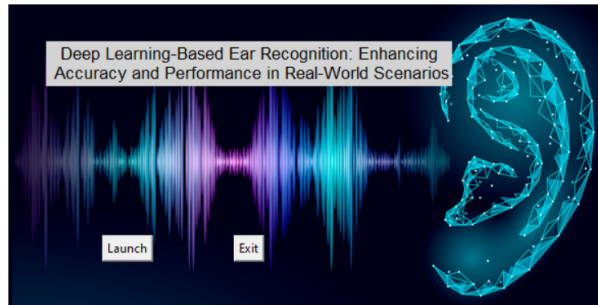 Deep Learning-Based Ear Recognition: Enhancing
Accuracy and Performance in Real-World Scenarios
Launch
Exit